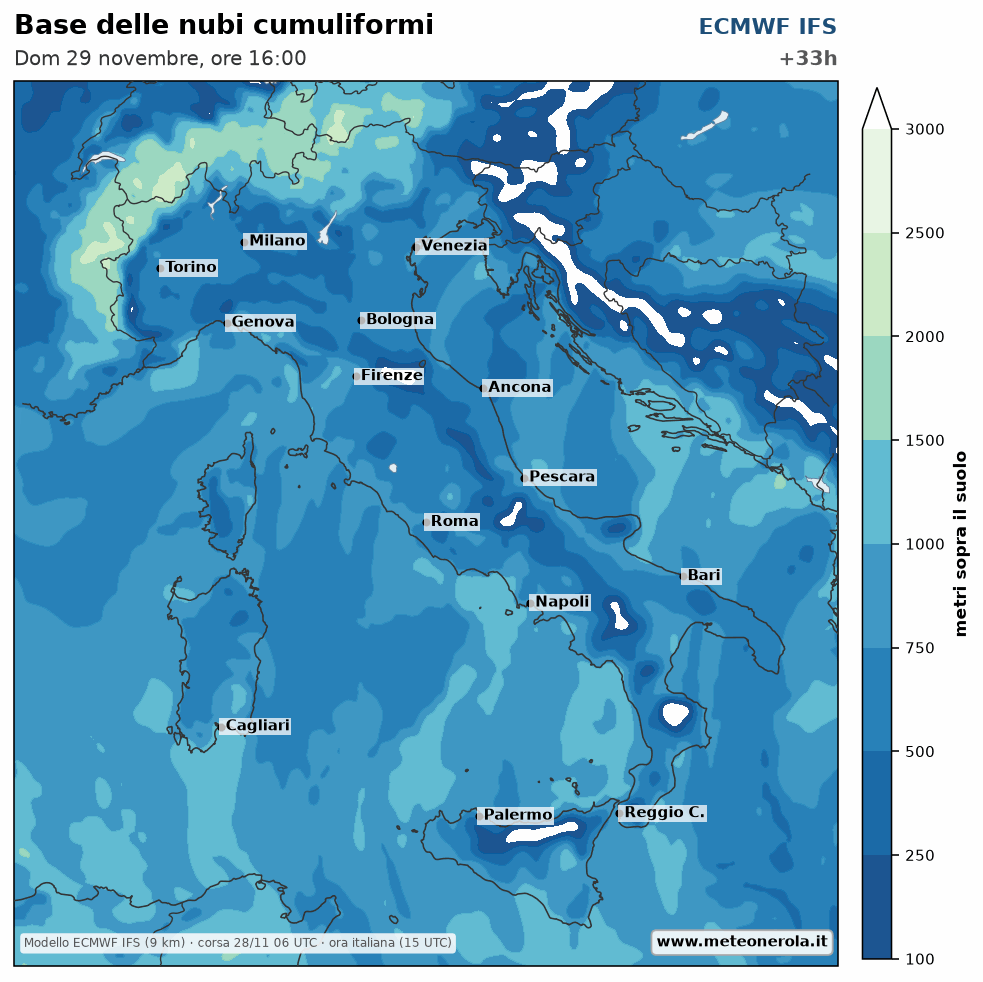 Base delle nubi cumuliformi
ECMWF IFS
Dom 29 novembre, ore 16:00
+33h
Milano
Venezia
Torino
Genova
Bologna
Firenze
Ancona
Pescara
Roma
Bari
Napoli
Cagliari
Palermo
Reggio C.
3000
2500
2000
1500
1000
750
500
250
100
metri sopra il suolo
Modello ECMWF IFS (9 km) · corsa 28/11 06 UTC · ora italiana (15 UTC)
www.meteonerola.it